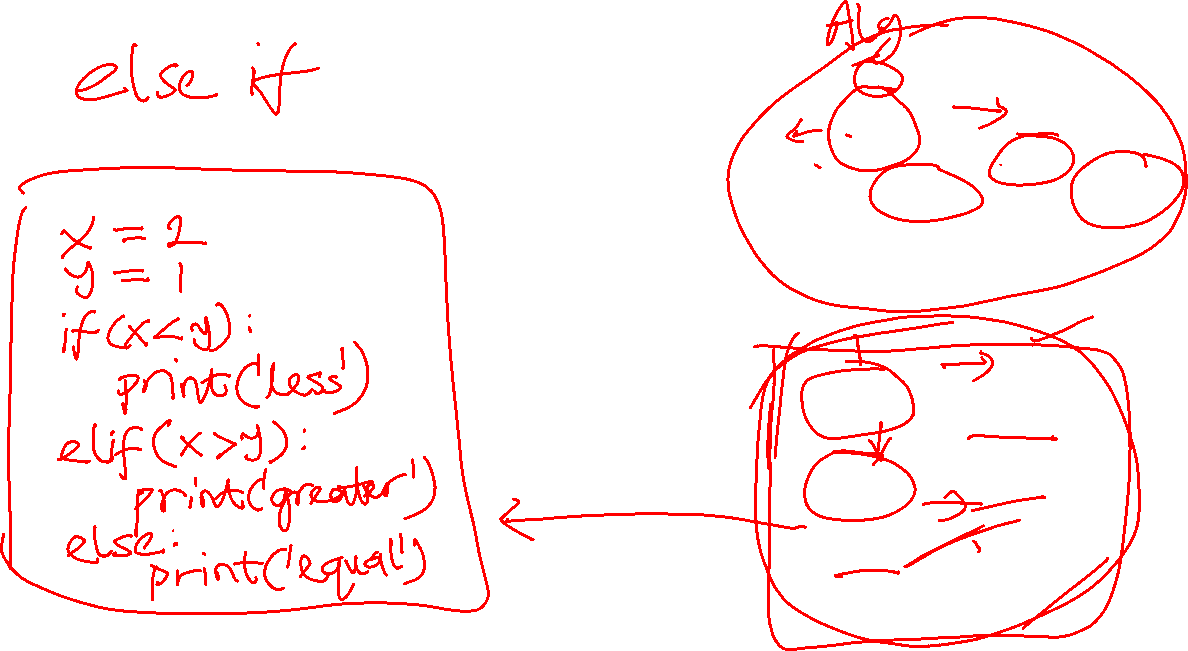 else if
Alg
x = 2
y = 1
if(x<y):
print('less')
elif(x>y):
print('greater')
else:
print('equal')